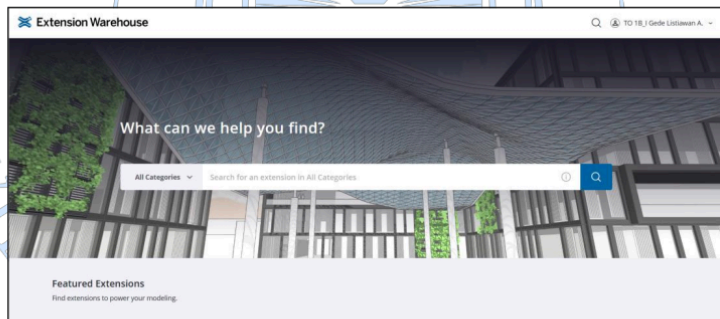 Extension Warehouse
TO 1B_I Gede Listiawan A.
What can we help you find?
All Categories
Search for an extension in All Categories
Featured Extensions
Find extensions to power your modeling.